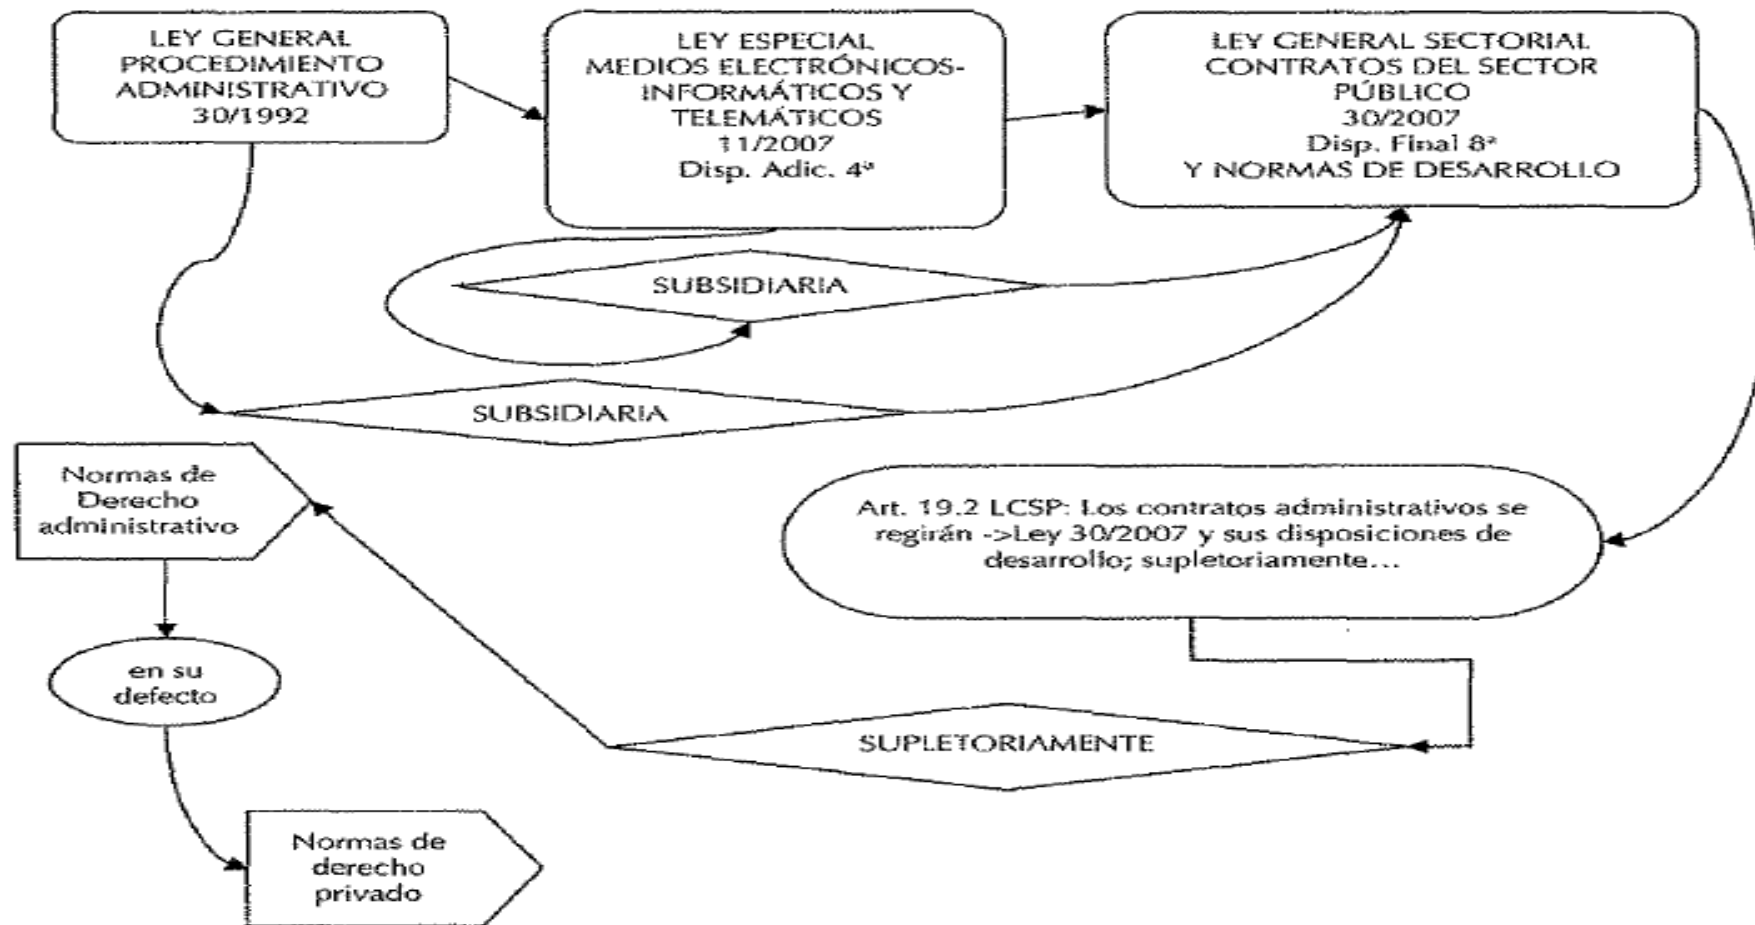 LEY GENERAL
PROCEDIMIENTO
ADMINISTRATIVO
30/1992
LEY ESPECIAL
MEDIOS ELECTRÓNICOS-
INFORMÁTICOS Y
TELEMÁTICOS
11/2007
Disp. Adic. 4ª
LEY GENERAL SECTORIAL
CONTRATOS DEL SECTOR
PÚBLICO
30/2007
Disp. Final 8ª
Y NORMAS DE DESARROLLO
SUBSIDIARIA
SUBSIDIARIA
Normas de
Derecho
administrativo
Art. 19.2 LCSP: Los contratos administrativos se
regirán ->Ley 30/2007 y sus disposiciones de
desarrollo; supletoriamente...
en su
defecto
SUPLETORIAMENTE
Normas de
derecho
privado